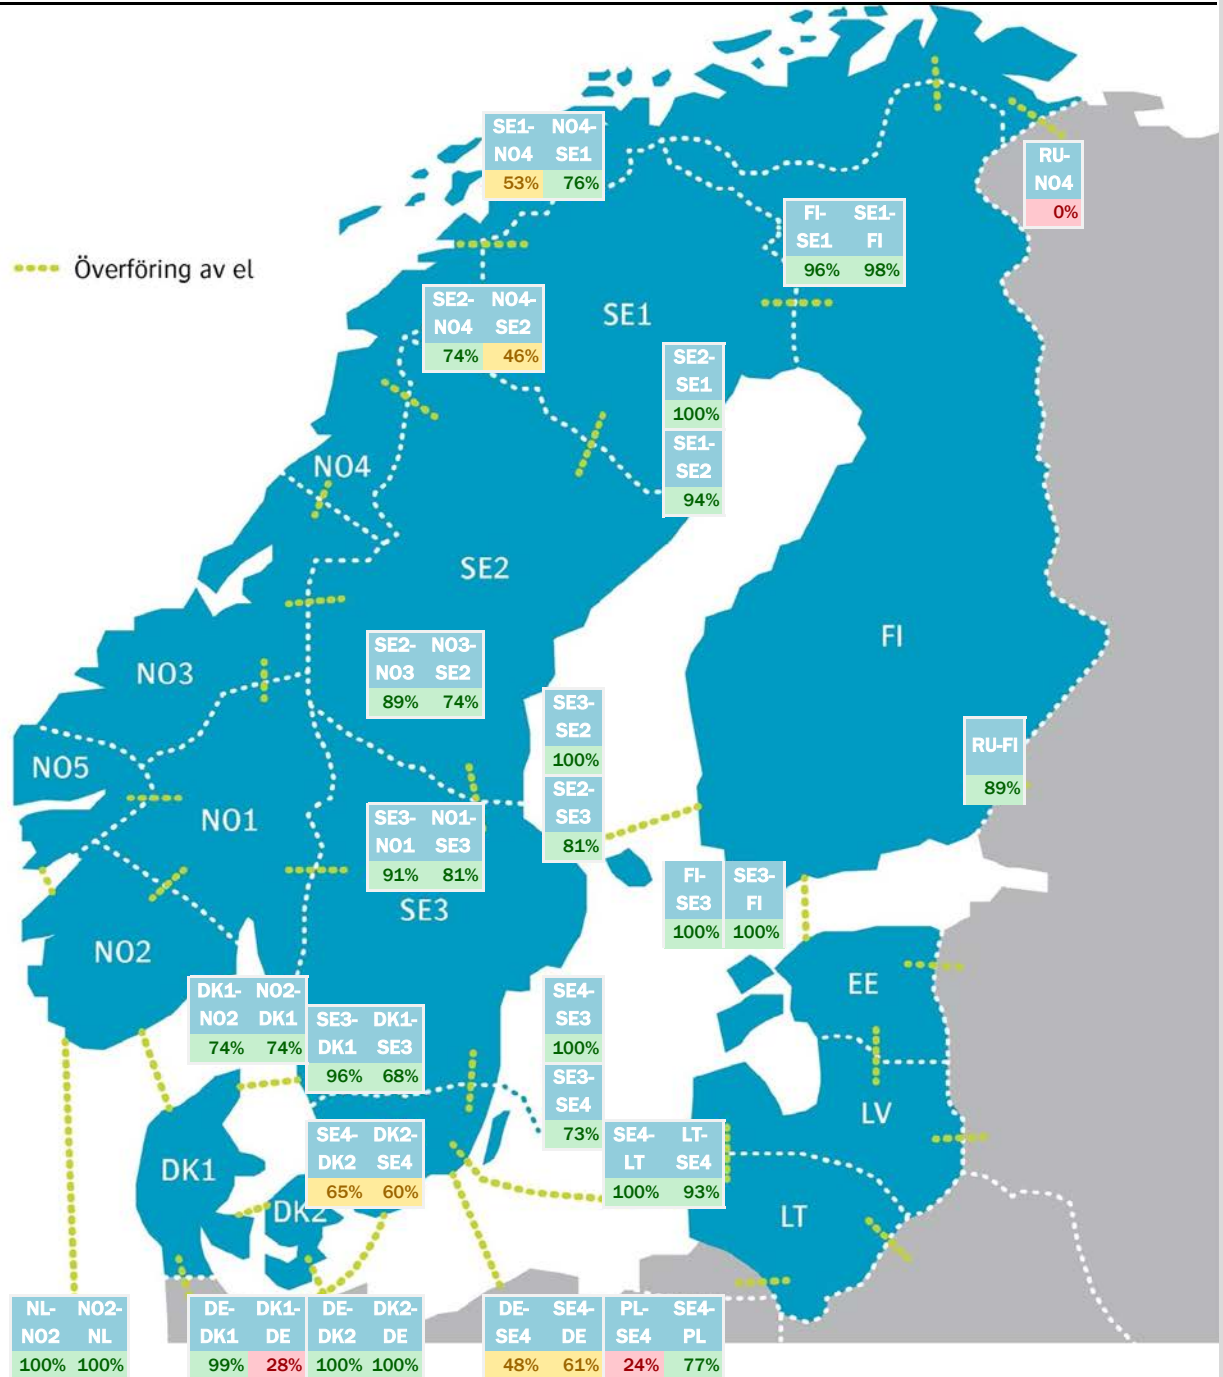 SE1- NO4-
NO4 SE1
53% 76%
RU-
NO4
0%
FI- SE1-
SE1 FI
96% 98%
Överföring av el
SE2- NO4-
NO4 SE2
74% 46%
SE1
SE2-
SE1
100%
SE1-
SE2
94%
NO4
SE2
FI
SE2- NO3-
NO3 SE2
89% 74%
NO3
SE3-
SE2
100%
SE2-
SE3
81%
RU-FI
89%
NO5
NO1
SE3- NO1-
NO1 SE3
91% 81%
SE3
FI- SE3-
SE3 FI
100% 100%
NO2
EE
DK1- NO2-
NO2 DK1
74% 74%
SE3- DK1-
DK1 SE3
96% 68%
SE4-
SE3
100%
SE3-
SE4
73%
LV
SE4- DK2-
DK2 SE4
65% 60%
SE4- LT-
LT SE4
100% 93%
DK1
DK2
LT
NL- NO2-
NO2 NL
100% 100%
DE- DK1-
DK1 DE
99% 28%
DE- DK2-
DK2 DE
100% 100%
DE- SE4-
SE4 DE
48% 61%
PL- SE4-
SE4 PL
24% 77%